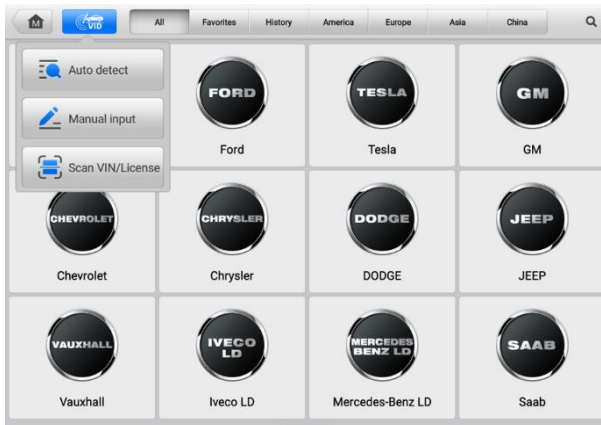 M
VID
All
Favorites
History
America
Europe
Asia
China
Auto detect
Manual input
Scan VIN/License
FORD
Ford
TESLA
Tesla
GM
GM
CHEVROLET
Chevrolet
CHRYSLER
Chrysler
DODGE
DODGE
JEEP
JEEP
VAUXHALL
Vauxhall
IVECO
LD
Iveco LD
MERCEDES
BENZ LD
Mercedes-Benz LD
SAAB
Saab